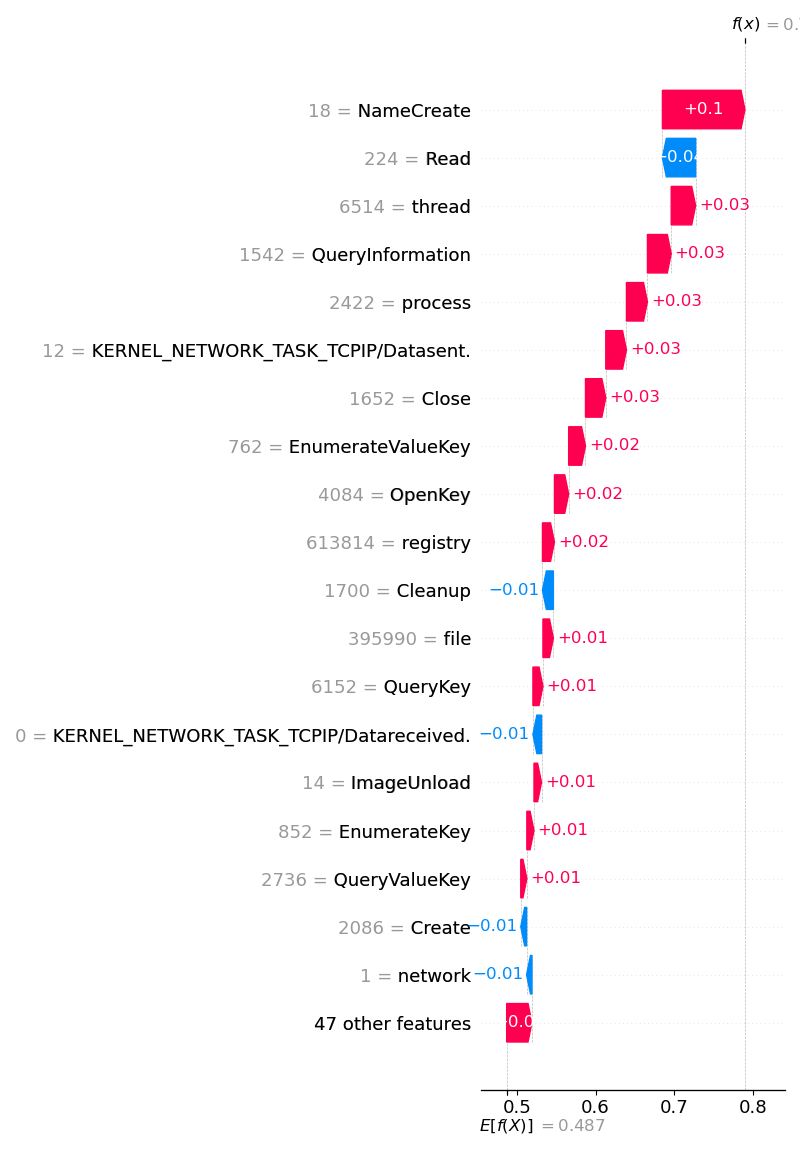 f(x) = 0.
18 = NameCreate
+0.1
224 = Read
−0.04
6514 = thread
+0.03
1542 = QueryInformation
+0.03
2422 = process
+0.03
12 = KERNEL_NETWORK_TASK_TCPIP/Datasent.
+0.03
1652 = Close
+0.03
762 = EnumerateValueKey
+0.02
4084 = OpenKey
+0.02
613814 = registry
+0.02
1700 = Cleanup
−0.01
395990 = file
+0.01
6152 = QueryKey
+0.01
0 = KERNEL_NETWORK_TASK_TCPIP/Datareceived.
−0.01
14 = ImageUnload
+0.01
852 = EnumerateKey
+0.01
2736 = QueryValueKey
+0.01
2086 = Create
−0.01
1 = network
−0.01
47 other features
0.5 0.6 0.7 0.8
E[f(X)] = 0.487